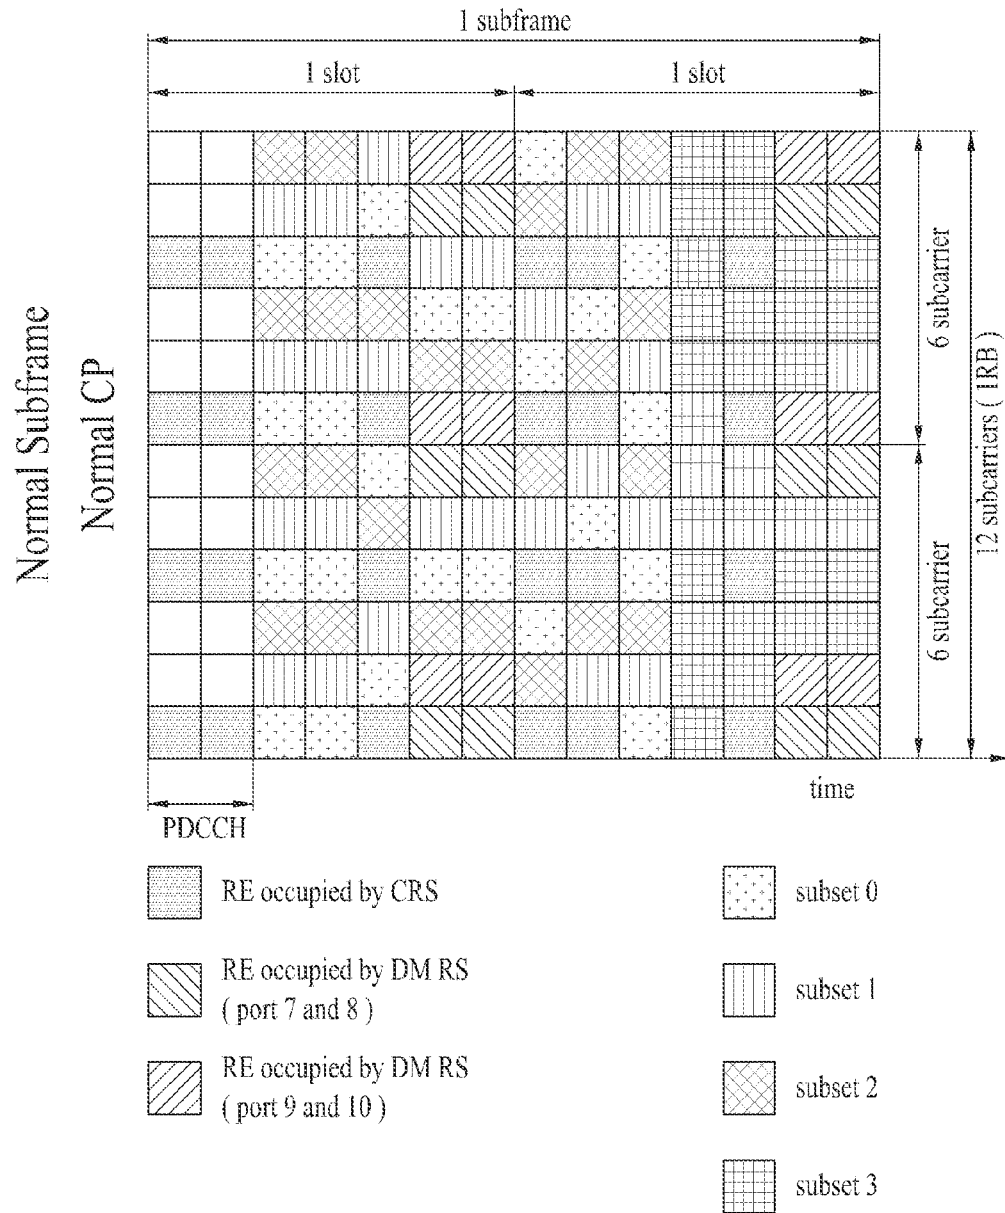 1 subframe
1 slot
1 slot
Normal Subframe
Normal CP
6 subcarrier
6 subcarrier
12 subcarriers ( 1RB )
time
PDCCH
RE occupied by CRS
RE occupied by DM RS
( port 7 and 8 )
RE occupied by DM RS
( port 9 and 10 )
subset 0
subset 1
subset 2
subset 3